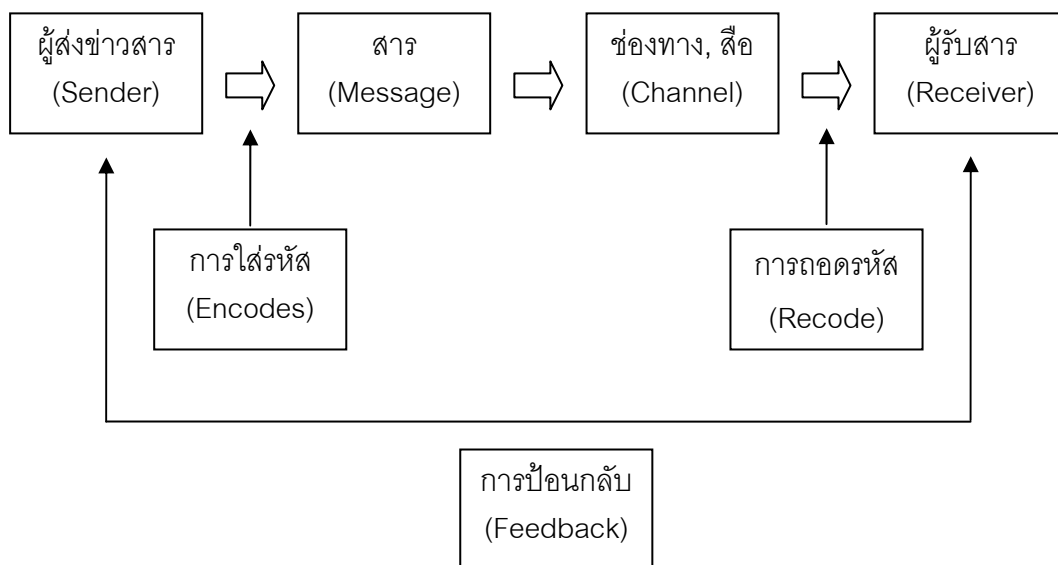 ผู้ส่งข่าวสาร
(Sender)
สาร
(Message)
ช่องทาง, สื่อ
(Channel)
ผู้รับสาร
(Receiver)
การใส่รหัส
(Encodes)
การถอดรหัส
(Recode)
การป้อนกลับ
(Feedback)